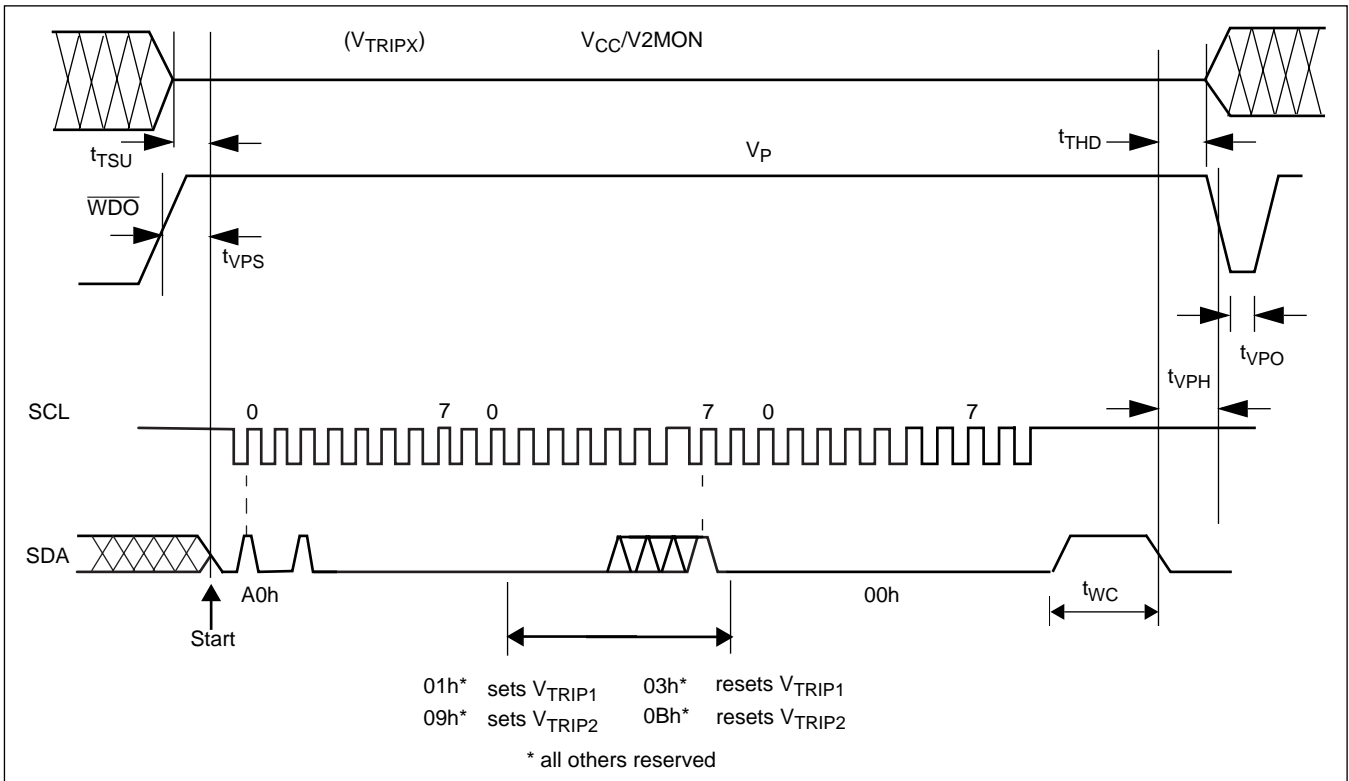 (VTRIPX) VCC/V2MON
tTSU
tTHD
VP
WDO
tVPS
tVPO
tVPH
SCL 0 7 0 7 0 7
SDA
A0h
00h
tWC
Start
01h* sets VTRIP1 03h* resets VTRIP1
09h* sets VTRIP2 0Bh* resets VTRIP2
* all others reserved